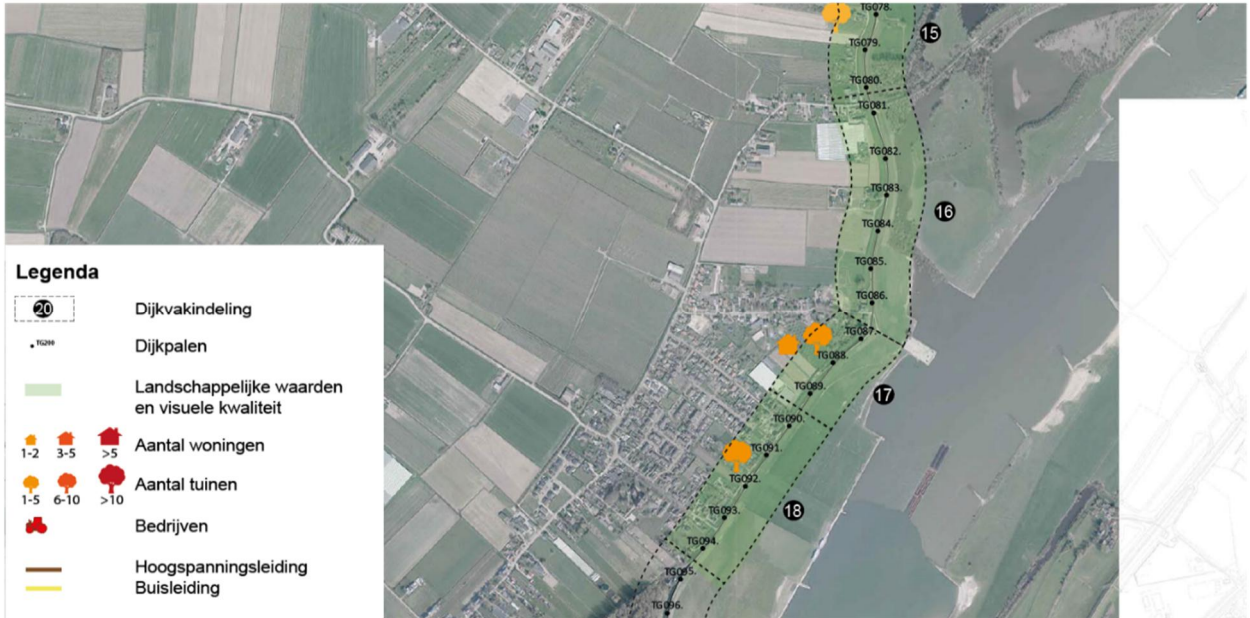 TG078.
15
TG079.
TG080.
TG081.
TG082.
TG083.
16
TG084.
TG085.
TG086.
TG087.
TG088.
TG089.
17
TG090.
TG091.
TG092.
TG093.
18
TG094.
TG095.
TG096.
Legenda
20 Dijkvakindeling
TG200 Dijkpalen
Landschappelijke waarden
en visuele kwaliteit
Aantal woningen
1-2 3-5 >5
Aantal tuinen
1-5 6-10 >10
Bedrijven
Hoogspanningsleiding
Buisleiding